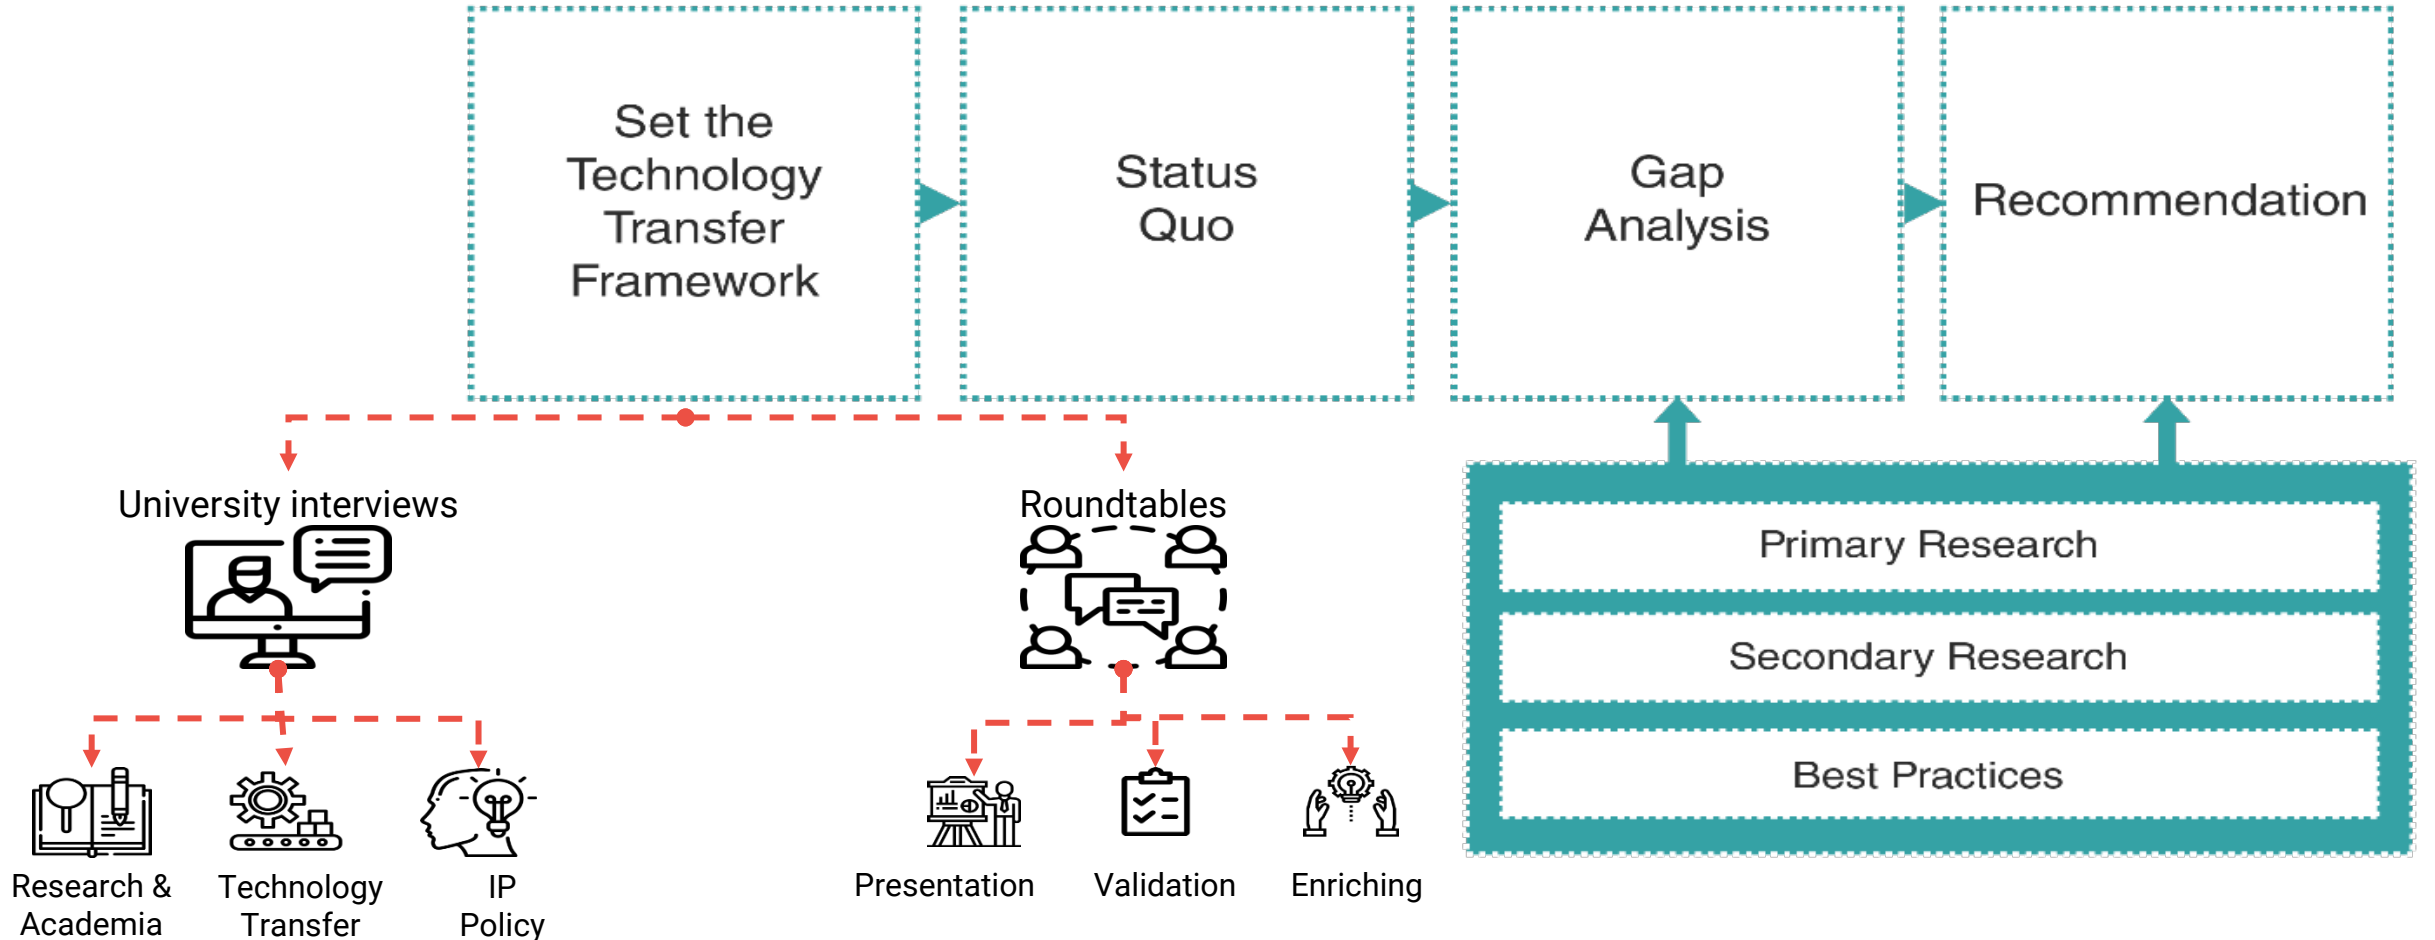 Set the
Technology
Transfer
Framework
Status
Quo
Gap
Analysis
Recommendation
University interviews
Roundtables
Primary Research
Secondary Research
Best Practices
Research &
Academia
Technology
Transfer
IP
Policy
Presentation
Validation
Enriching